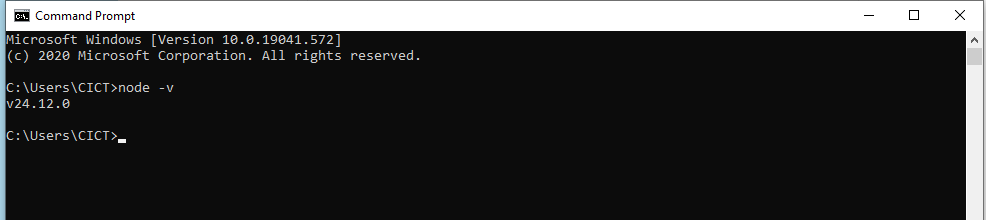 Command Prompt
Microsoft Windows [Version 10.0.19041.572]
(c) 2020 Microsoft Corporation. All rights reserved.
C:\Users\CICT>node -v
v24.12.0
C:\Users\CICT>